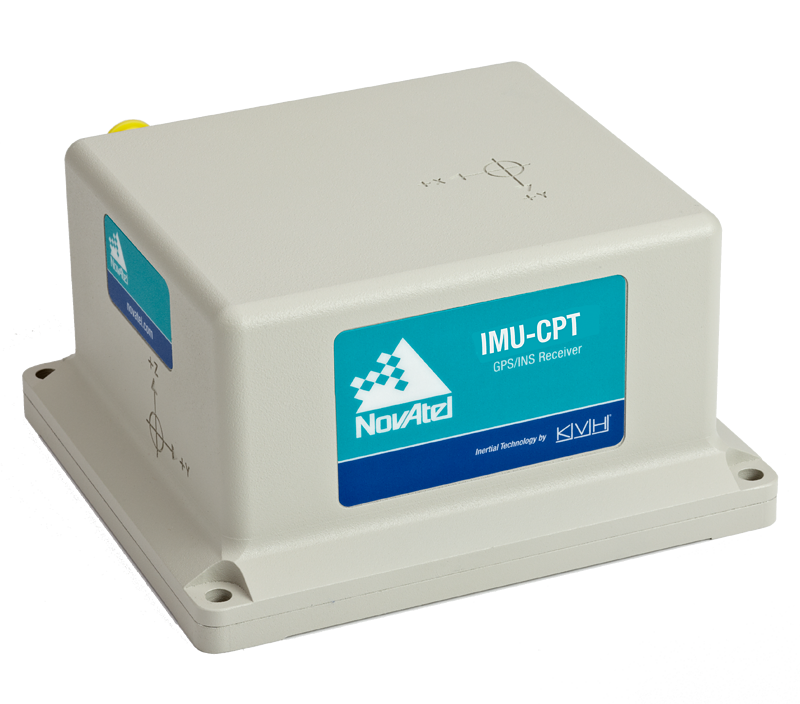 +X
+Y
NovAtel
novatel.com
+Z
+Y
NovAtel
IMU-CPT
GPS/INS Receiver
Inertial Technology by KVH